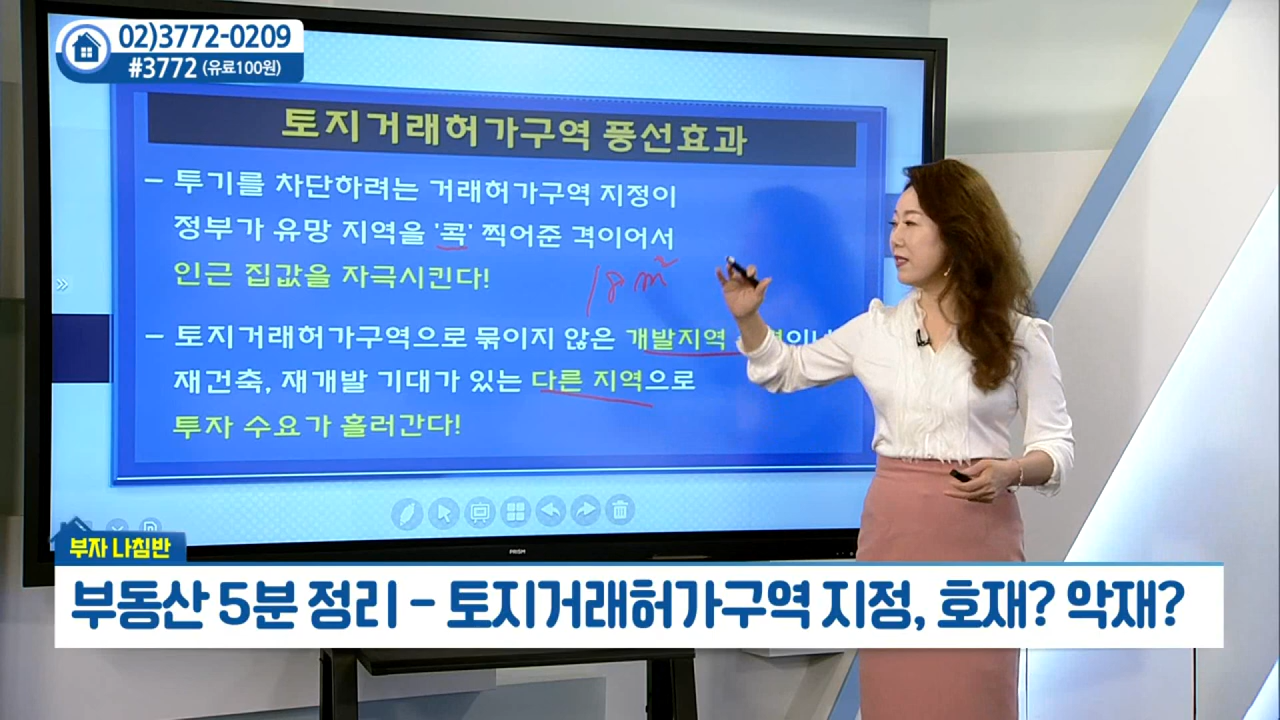 02)3772-0209
#3772 (유료100원)
토지거래허가구역 풍선효과
– 투기를 차단하려는 거래허가구역 지정이
정부가 유망 지역을 '콕' 찍어준 격이어서
인근 집값을 자극시킨다!
18㎡
– 토지거래허가구역으로 묶이지 않은 개발지역
재건축, 재개발 기대가 있는 다른 지역으로
투자 수요가 흘러간다!
PRISM
부자 나침반
부동산 5분 정리 – 토지거래허가구역 지정, 호재? 악재?